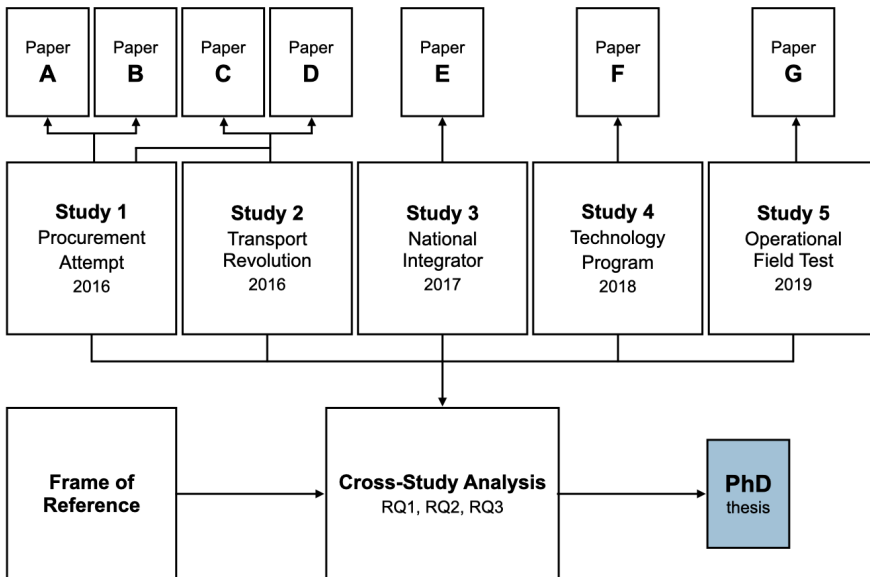 Paper
A
Paper
B
Paper
C
Paper
D
Paper
E
Paper
F
Paper
G
Study 1
Procurement
Attempt
2016
Study 2
Transport
Revolution
2016
Study 3
National
Integrator
2017
Study 4
Technology
Program
2018
Study 5
Operational
Field Test
2019
Frame of
Reference
Cross-Study Analysis
RQ1, RQ2, RQ3
PhD
thesis